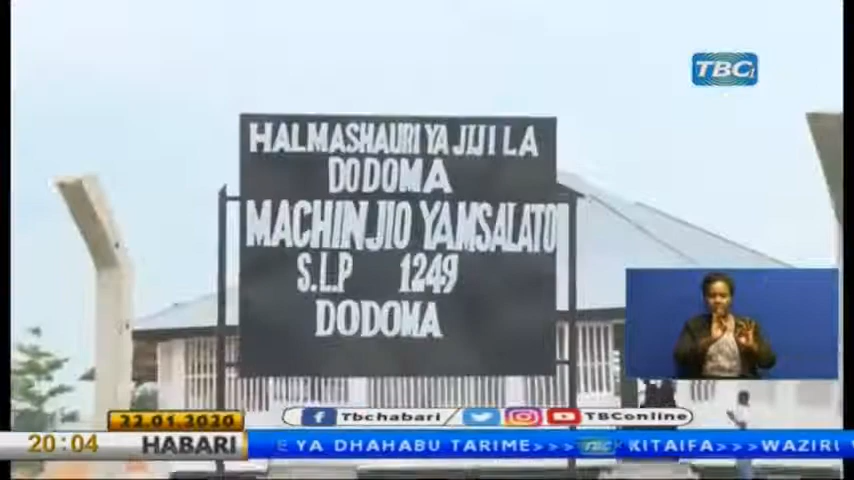 TBC1
HALMASHAURI YA JIJI LA
DODOMA
MACHINJIO YAMSALATO
S.L.P 1249
DODOMA
22.01.2020
TBChabari
TBConline
20:04
HABARI
E YA DHAHABU TARIME>>>
TBC
KITAIFA>>>WAZIRI